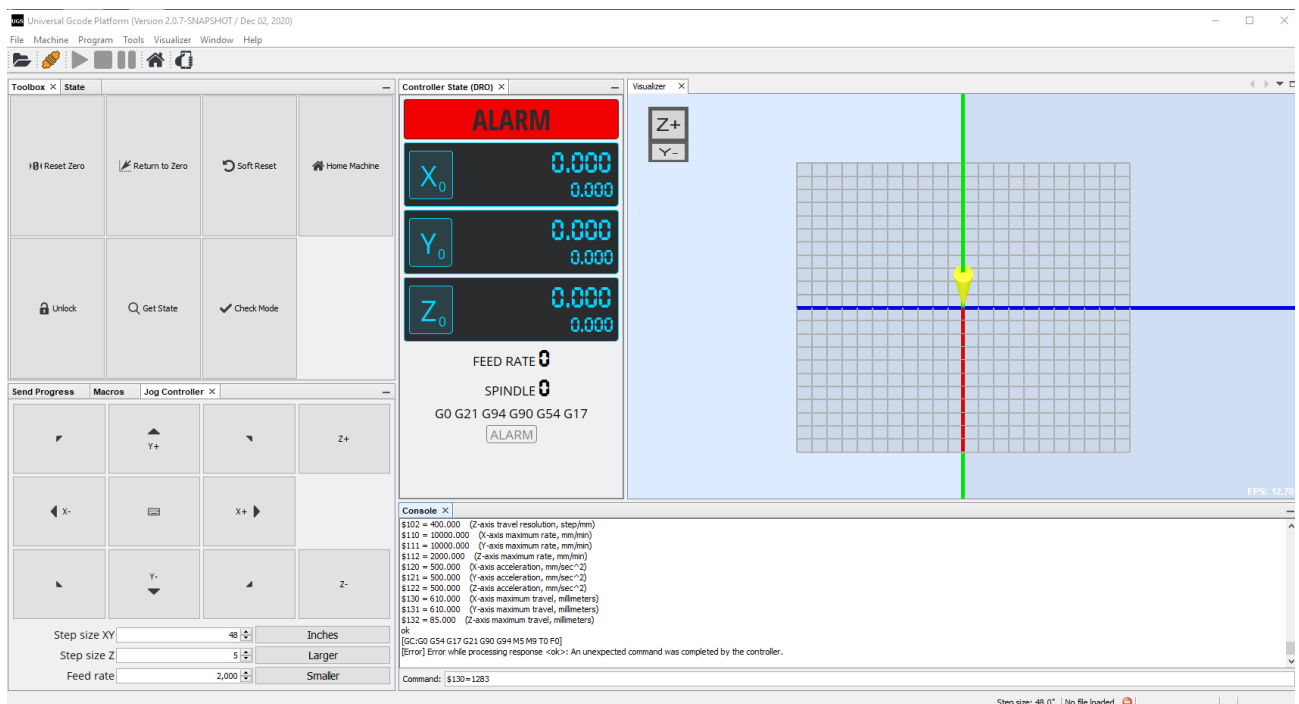 UGS Universal Gcode Platform (Version 2.0.7-SNAPSHOT / Dec 02, 2020)
File Machine Program Tools Visualizer Window Help
Toolbox × State
Reset Zero
Return to Zero
Soft Reset
Home Machine
Unlock
Get State
Check Mode
Send Progress Macros Jog Controller ×
Y+
Z+
X-
X+
Y-
Z-
Step size XY 48 Inches
Step size Z 5 Larger
Feed rate 2,000 Smaller
Controller State (DRO) ×
ALARM
X0 0.000
0.000
Y0 0.000
0.000
Z0 0.000
0.000
FEED RATE 0
SPINDLE 0
G0 G21 G94 G90 G54 G17
ALARM
Visualizer ×
Z+
Y-
FPS: 12.70
Console ×
$102 = 400.000 (Z-axis travel resolution, step/mm)
$110 = 10000.000 (X-axis maximum rate, mm/min)
$111 = 10000.000 (Y-axis maximum rate, mm/min)
$112 = 2000.000 (Z-axis maximum rate, mm/min)
$120 = 500.000 (X-axis acceleration, mm/sec^2)
$121 = 500.000 (Y-axis acceleration, mm/sec^2)
$122 = 500.000 (Z-axis acceleration, mm/sec^2)
$130 = 610.000 (X-axis maximum travel, millimeters)
$131 = 610.000 (Y-axis maximum travel, millimeters)
$132 = 85.000 (Z-axis maximum travel, millimeters)
ok
[GC:G0 G54 G17 G21 G90 G94 M5 M9 T0 F0]
[Error] Error while processing response <ok>: An unexpected command was completed by the controller.
Command: $130=1283
Step size: 48.0" No file loaded